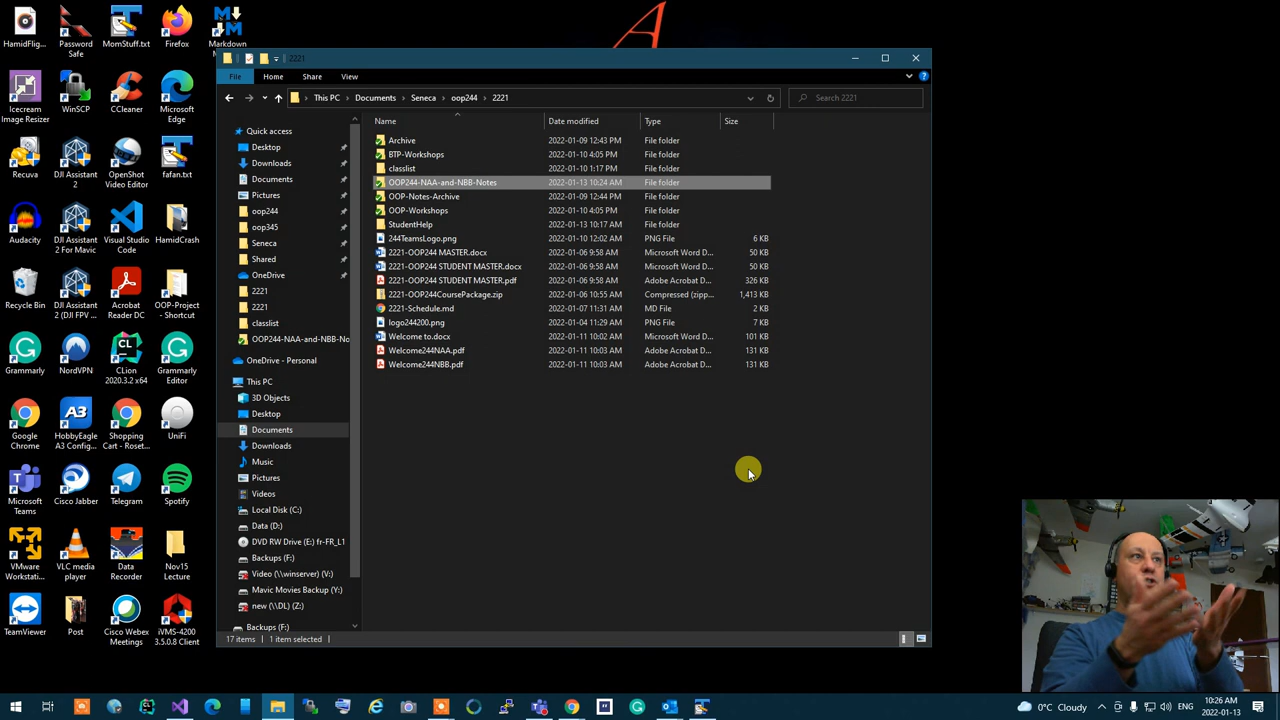 HamidFlig...
Password
Safe
MomStuff.txt
Firefox
Markdown
M...
Icecream
Image Resizer
WinSCP
CCleaner
Microsoft
Edge
Recuva
DJI Assistant
2
OpenShot
Video Editor
fafan.txt
Audacity
DJI Assistant
2 For Mavic
Visual Studio
Code
HamidCrash
Recycle Bin
DJI Assistant
2 (DJI FPV ...
Acrobat
Reader DC
OOP-Project
- Shortcut
Grammarly
NordVPN
CLion
2020.3.2 x64
Grammarly
Editor
Google
Chrome
HobbyEagle
A3 Config...
Shopping
Cart - Roset...
UniFi
Microsoft
Teams
Cisco Jabber
Telegram
Spotify
VMware
Workstati...
VLC media
player
Data
Recorder
Nov15
Lecture
TeamViewer
Post
Cisco Webex
Meetings
iVMS-4200
3.5.0.8 Client
2221
File Home Share View
This PC > Documents > Seneca > oop244 > 2221
Search 2221
Quick access
Desktop
Downloads
Documents
Pictures
oop244
oop345
Seneca
Shared
OneDrive
2221
2221
classlist
OOP244-NAA-and-NBB-No
OneDrive - Personal
This PC
3D Objects
Desktop
Documents
Downloads
Music
Pictures
Videos
Local Disk (C:)
Data (D:)
DVD RW Drive (E:) fr-FR_L1
Backups (F:)
Video (\\winserver) (V:)
Mavic Movies Backup (Y:)
new (\\DL) (Z:)
Backups (F:)
Name Date modified Type Size
Archive 2022-01-09 12:43 PM File folder
BTP-Workshops 2022-01-10 4:05 PM File folder
classlist 2022-01-10 1:17 PM File folder
OOP244-NAA-and-NBB-Notes 2022-01-13 10:24 AM File folder
OOP-Notes-Archive 2022-01-09 12:44 PM File folder
OOP-Workshops 2022-01-10 4:05 PM File folder
StudentHelp 2022-01-13 10:17 AM File folder
244TeamsLogo.png 2022-01-10 12:02 AM PNG File 6 KB
2221-OOP244 MASTER.docx 2022-01-06 9:58 AM Microsoft Word D... 50 KB
2221-OOP244 STUDENT MASTER.docx 2022-01-06 9:58 AM Microsoft Word D... 50 KB
2221-OOP244 STUDENT MASTER.pdf 2022-01-06 9:58 AM Adobe Acrobat D... 326 KB
2221-OOP244CoursePackage.zip 2022-01-06 10:55 AM Compressed (zipp... 1,413 KB
2221-Schedule.md 2022-01-07 11:31 AM MD File 2 KB
logo244200.png 2022-01-04 11:29 AM PNG File 7 KB
Welcome to.docx 2022-01-11 10:02 AM Microsoft Word D... 101 KB
Welcome244NAA.pdf 2022-01-11 10:03 AM Adobe Acrobat D... 131 KB
Welcome244NBB.pdf 2022-01-11 10:03 AM Adobe Acrobat D... 131 KB
17 items 1 item selected
0°C Cloudy
10:26 AM
2022-01-13